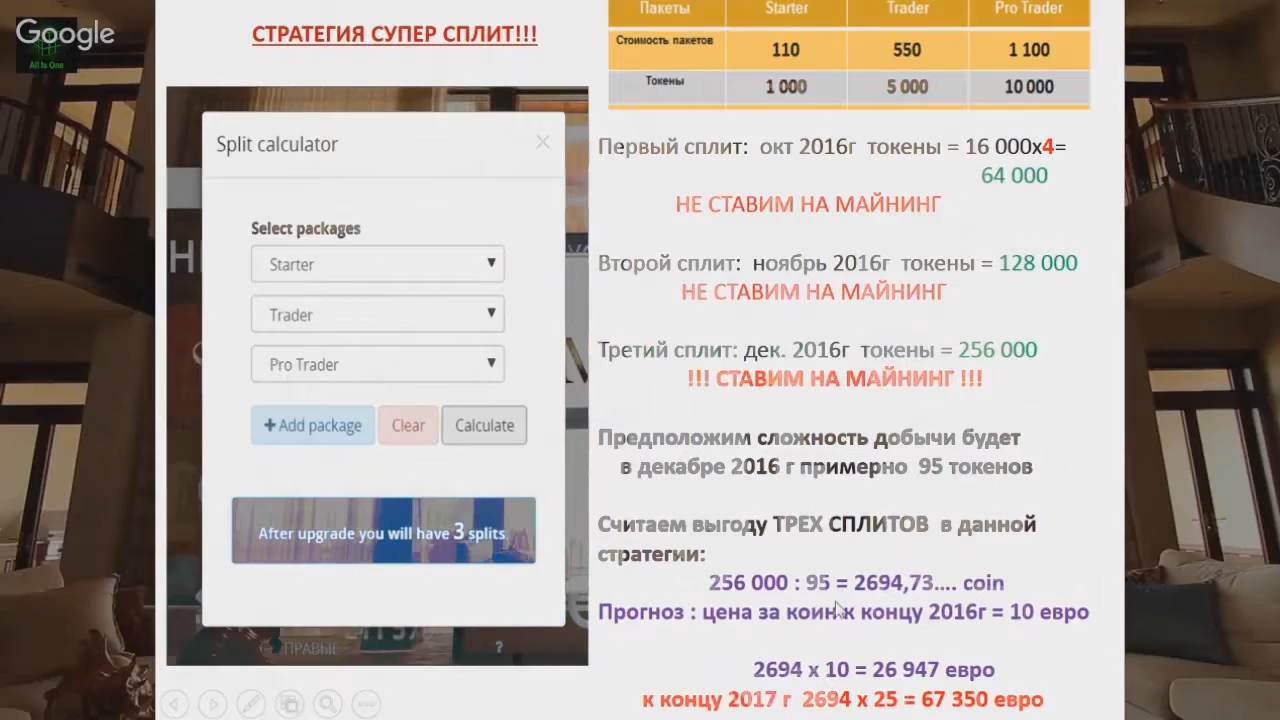 Google
All Is One
СТРАТЕГИЯ СУПЕР СПЛИТ!!!
Пакеты Starter Trader Pro Trader
Стоимость пакетов 110 550 1 100
Токены 1 000 5 000 10 000
Split calculator
Select packages
Starter
Trader
Pro Trader
+ Add package Clear Calculate
After upgrade you will have 3 splits.
ПРАВЫЕ ?
Первый сплит: окт 2016г токены = 16 000х4=
64 000
НЕ СТАВИМ НА МАЙНИНГ
Второй сплит: ноябрь 2016г токены = 128 000
НЕ СТАВИМ НА МАЙНИНГ
Третий сплит: дек. 2016г токены = 256 000
!!! СТАВИМ НА МАЙНИНГ !!!
Предположим сложность добычи будет
в декабре 2016 г примерно 95 токенов
Считаем выгоду ТРЕХ СПЛИТОВ в данной
стратегии:
256 000 : 95 = 2694,73.... coin
Прогноз : цена за коин к концу 2016г = 10 евро
2694 х 10 = 26 947 евро
к концу 2017 г 2694 х 25 = 67 350 евро